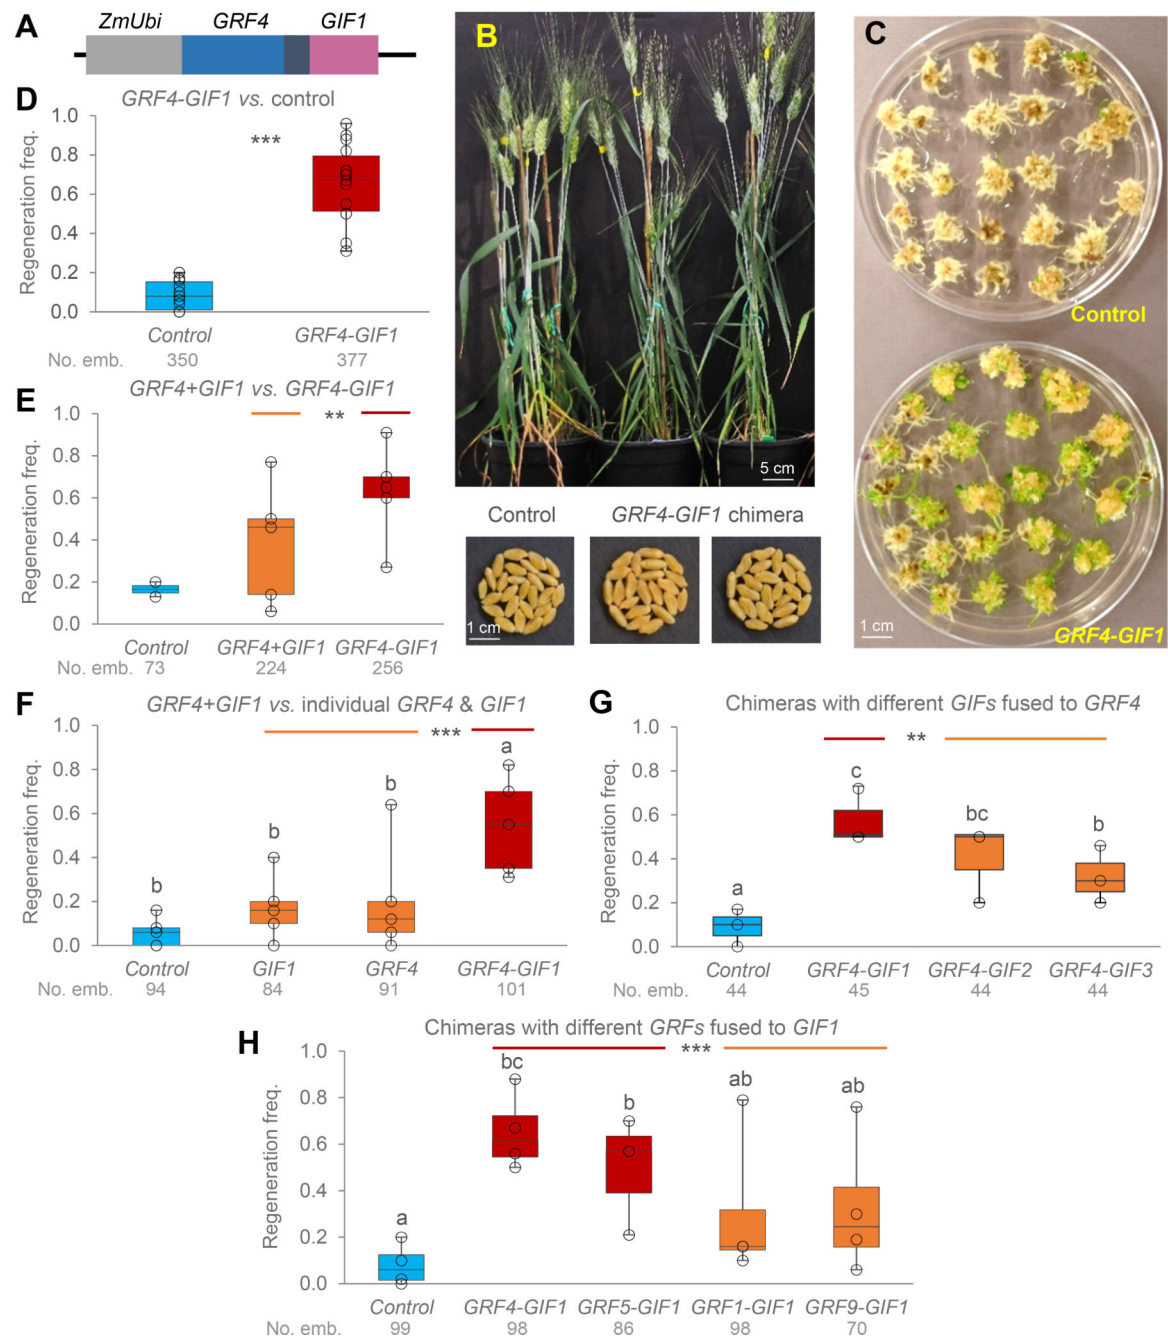 A
ZmUbi GRF4 GIF1
B
5 cm
Control GRF4-GIF1 chimera
1 cm
C
Control
1 cm
GRF4-GIF1
D
GRF4-GIF1 vs. control
Regeneration freq.
1.0
0.8
0.6
0.4
0.2
0.0
***
Control GRF4-GIF1
No. emb. 350 377
E
GRF4+GIF1 vs. GRF4-GIF1
Regeneration freq.
1.0
0.8
0.6
0.4
0.2
0.0
**
Control GRF4+GIF1 GRF4-GIF1
No. emb. 73 224 256
F
GRF4+GIF1 vs. individual GRF4 & GIF1
Regeneration freq.
1.0
0.8
0.6
0.4
0.2
0.0
***
b b b a
Control GIF1 GRF4 GRF4-GIF1
No. emb. 94 84 91 101
G
Chimeras with different GIFs fused to GRF4
Regeneration freq.
1.0
0.8
0.6
0.4
0.2
0.0
**
a c bc b
Control GRF4-GIF1 GRF4-GIF2 GRF4-GIF3
No. emb. 44 45 44 44
H
Chimeras with different GRFs fused to GIF1
Regeneration freq.
1.0
0.8
0.6
0.4
0.2
0.0
***
a bc b ab ab
Control GRF4-GIF1 GRF5-GIF1 GRF1-GIF1 GRF9-GIF1
No. emb. 99 98 86 98 70